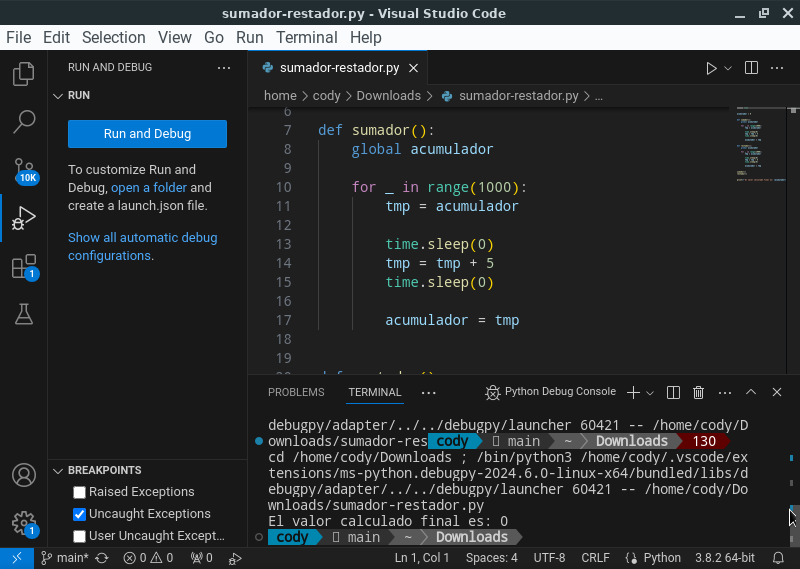 sumador-restador.py - Visual Studio Code
File Edit Selection View Go Run Terminal Help
RUN AND DEBUG
RUN
Run and Debug
To customize Run and
Debug, open a folder and
create a launch.json file.
Show all automatic debug
configurations.
10K
1
1
BREAKPOINTS
Raised Exceptions
Uncaught Exceptions
User Uncaught Except...
sumador-restador.py
home > cody > Downloads > sumador-restador.py > ...
6
7 def sumador():
8 global acumulador
9
10 for _ in range(1000):
11 tmp = acumulador
12
13 time.sleep(0)
14 tmp = tmp + 5
15 time.sleep(0)
16
17 acumulador = tmp
18
19
PROBLEMS TERMINAL ... Python Debug Console
debugpy/adapter/../../debugpy/launcher 60421 -- /home/cody/D
ownloads/sumador-res cody main ~ Downloads 130
cd /home/cody/Downloads ; /bin/python3 /home/cody/.vscode/ex
tensions/ms-python.debugpy-2024.6.0-linux-x64/bundled/libs/d
ebugpy/adapter/../../debugpy/launcher 60421 -- /home/cody/Do
wnloads/sumador-restador.py
El valor calculado final es: 0
cody main ~ Downloads
main* 0 0 0 Ln 1, Col 1 Spaces: 4 UTF-8 CRLF Python 3.8.2 64-bit